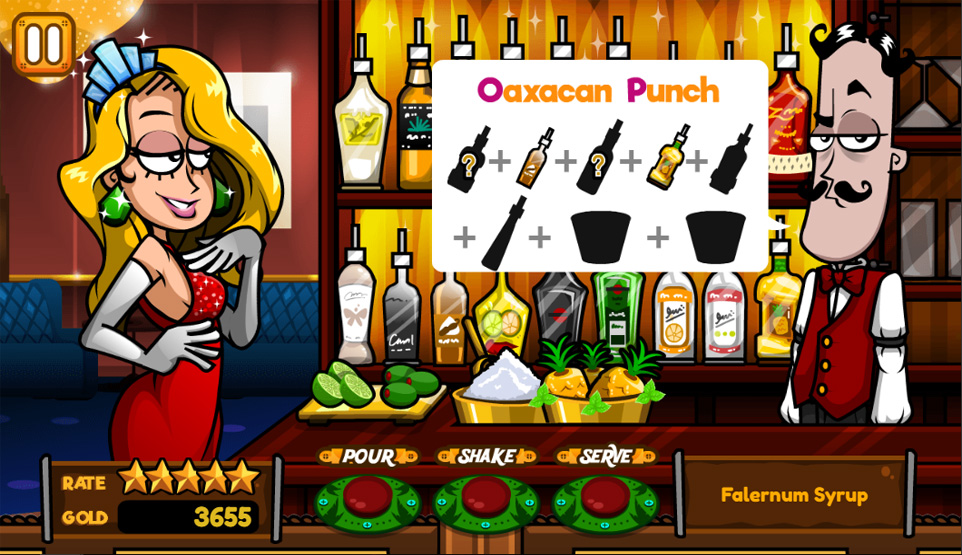 Oaxacan Punch
? + + ? + +
+ + +
POUR
SHAKE
SERVE
RATE
GOLD 3655
Falernum Syrup